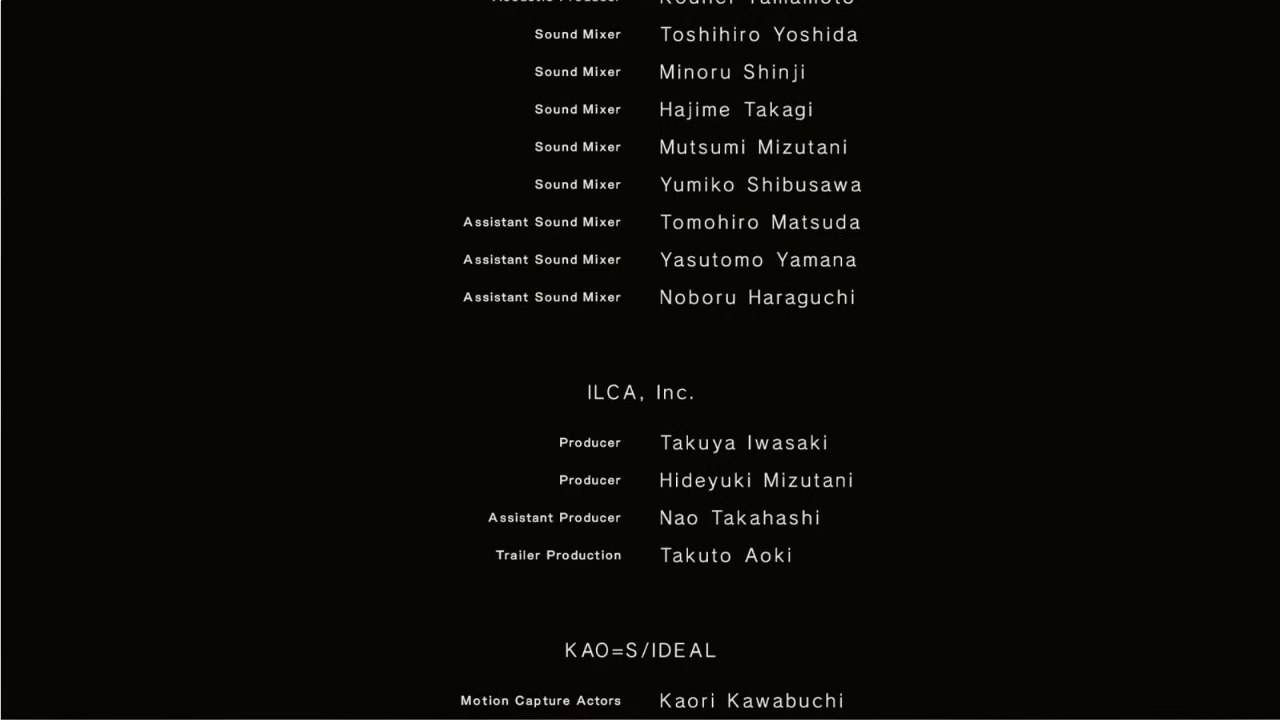 Sound Mixer Toshihiro Yoshida
Sound Mixer Minoru Shinji
Sound Mixer Hajime Takagi
Sound Mixer Mutsumi Mizutani
Sound Mixer Yumiko Shibusawa
Assistant Sound Mixer Tomohiro Matsuda
Assistant Sound Mixer Yasutomo Yamana
Assistant Sound Mixer Noboru Haraguchi
ILCA, Inc.
Producer Takuya Iwasaki
Producer Hideyuki Mizutani
Assistant Producer Nao Takahashi
Trailer Production Takuto Aoki
KAO=S/IDEAL
Motion Capture Actors Kaori Kawabuchi